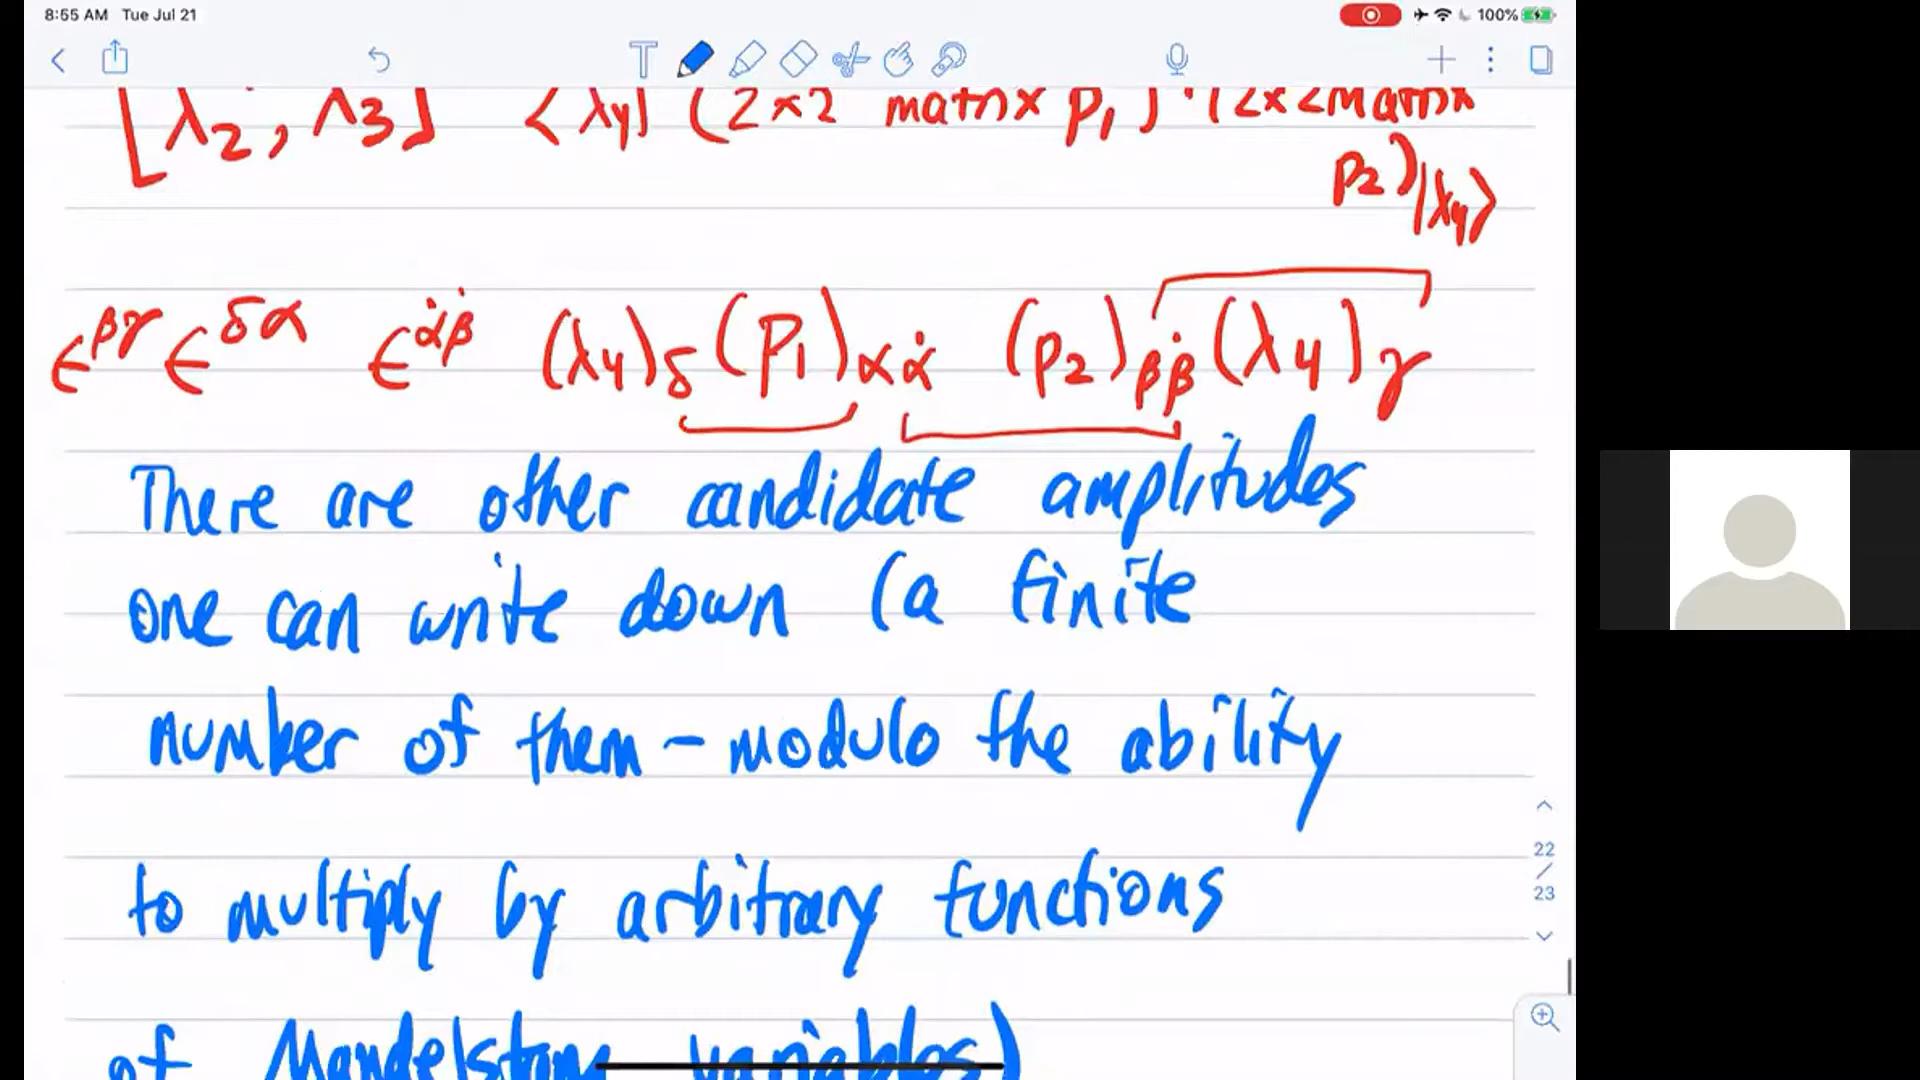 8:55 AM Tue Jul 21
100%
[λ2, λ3] <λ4| (2×2 matrix p1) · (2×2 matrix
p2)|λ4>
ϵ^{βγ} ϵ^{δα} ϵ^{α̇β̇} (λ4)_δ (p1)_{αα̇} (p2)_{ββ̇} (λ4)_γ
There are other candidate amplitudes
one can write down (a finite
number of them - modulo the ability
to multiply by arbitrary functions
of Mandelstam variables)
22
/
23